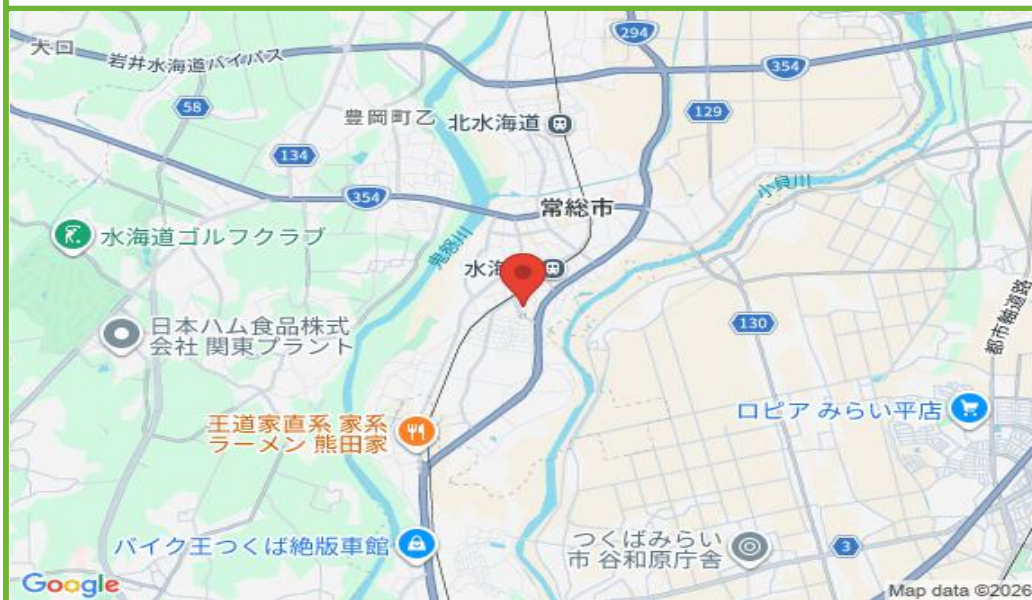 大口
岩井水海道バイパス
294
354
58
豊岡町乙
北水海道
129
134
354
小貝川
常総市
水海道ゴルフクラブ
鬼怒川
水海
日本ハム食品株式
会社 関東プラント
130
都市軸道路
王道家直系 家系
ラーメン 熊田家
ロピア みらい平店
バイク王つくば絶版車館
つくばみらい
市 谷和原庁舎
3
Google
Map data ©2026